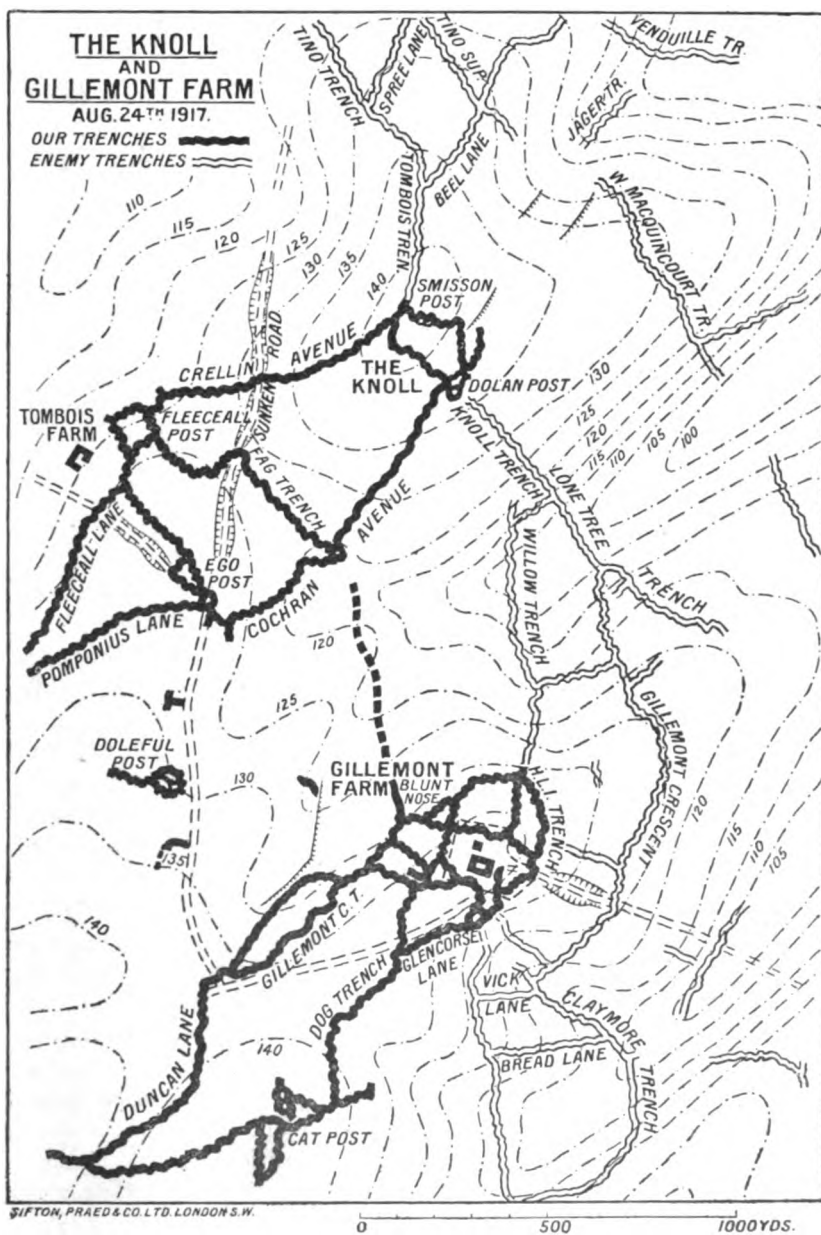 THE KNOLL
AND
GILLEMONT FARM
AUG. 24TH 1917.
OUR TRENCHES
ENEMY TRENCHES
TINO TRENCH
SPREE LANE
TINO SUP.
VENDUILLE TR.
JÄGER TR.
BEEL LANE
TOMBOIS TREN.
W MACQUINCOURT TR
110
115
120
125
130
135
140
SMISSON
POST
CRELLIN AVENUE
SUNKEN ROAD
THE
KNOLL
DOLAN POST
130
125
120
115
110
105
100
TOMBOIS
FARM
FLEECEALL
POST
FAG TRENCH
KNOLL TRENCH
LONE TREE TRENCH
FLEECEALL LANE
EGO
POST
COCHRAN AVENUE
WILLOW TRENCH
POMPONIUS LANE
120
125
130
DOLEFUL
POST
135
140
GILLEMONT
FARM
BLUNT
NOSE
H.L.I. TRENCH
GILLEMONT CRESCENT
120
115
110
105
GILLEMONT C.T.
GLENCORSE
LANE
DOG TRENCH
VICK
LANE
CLAYMORE TRENCH
BREAD LANE
DUNCAN LANE
140
CAT POST
SIFTON, PRAED & CO. LTD. LONDON. S.W.
0 500 1000 YDS.